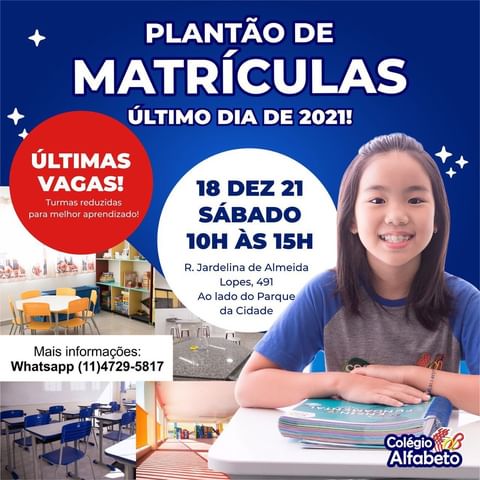 PLANTÃO DE
MATRÍCULAS
ÚLTIMO DIA DE 2021!
ÚLTIMAS
VAGAS!
Turmas reduzidas
para melhor aprendizado!
18 DEZ 21
SÁBADO
10H ÀS 15H
R. Jardelina de Almeida
Lopes, 491
Ao lado do Parque
da Cidade
Mais informações:
Whatsapp (11)4729-5817
Colégio
Alfabeto